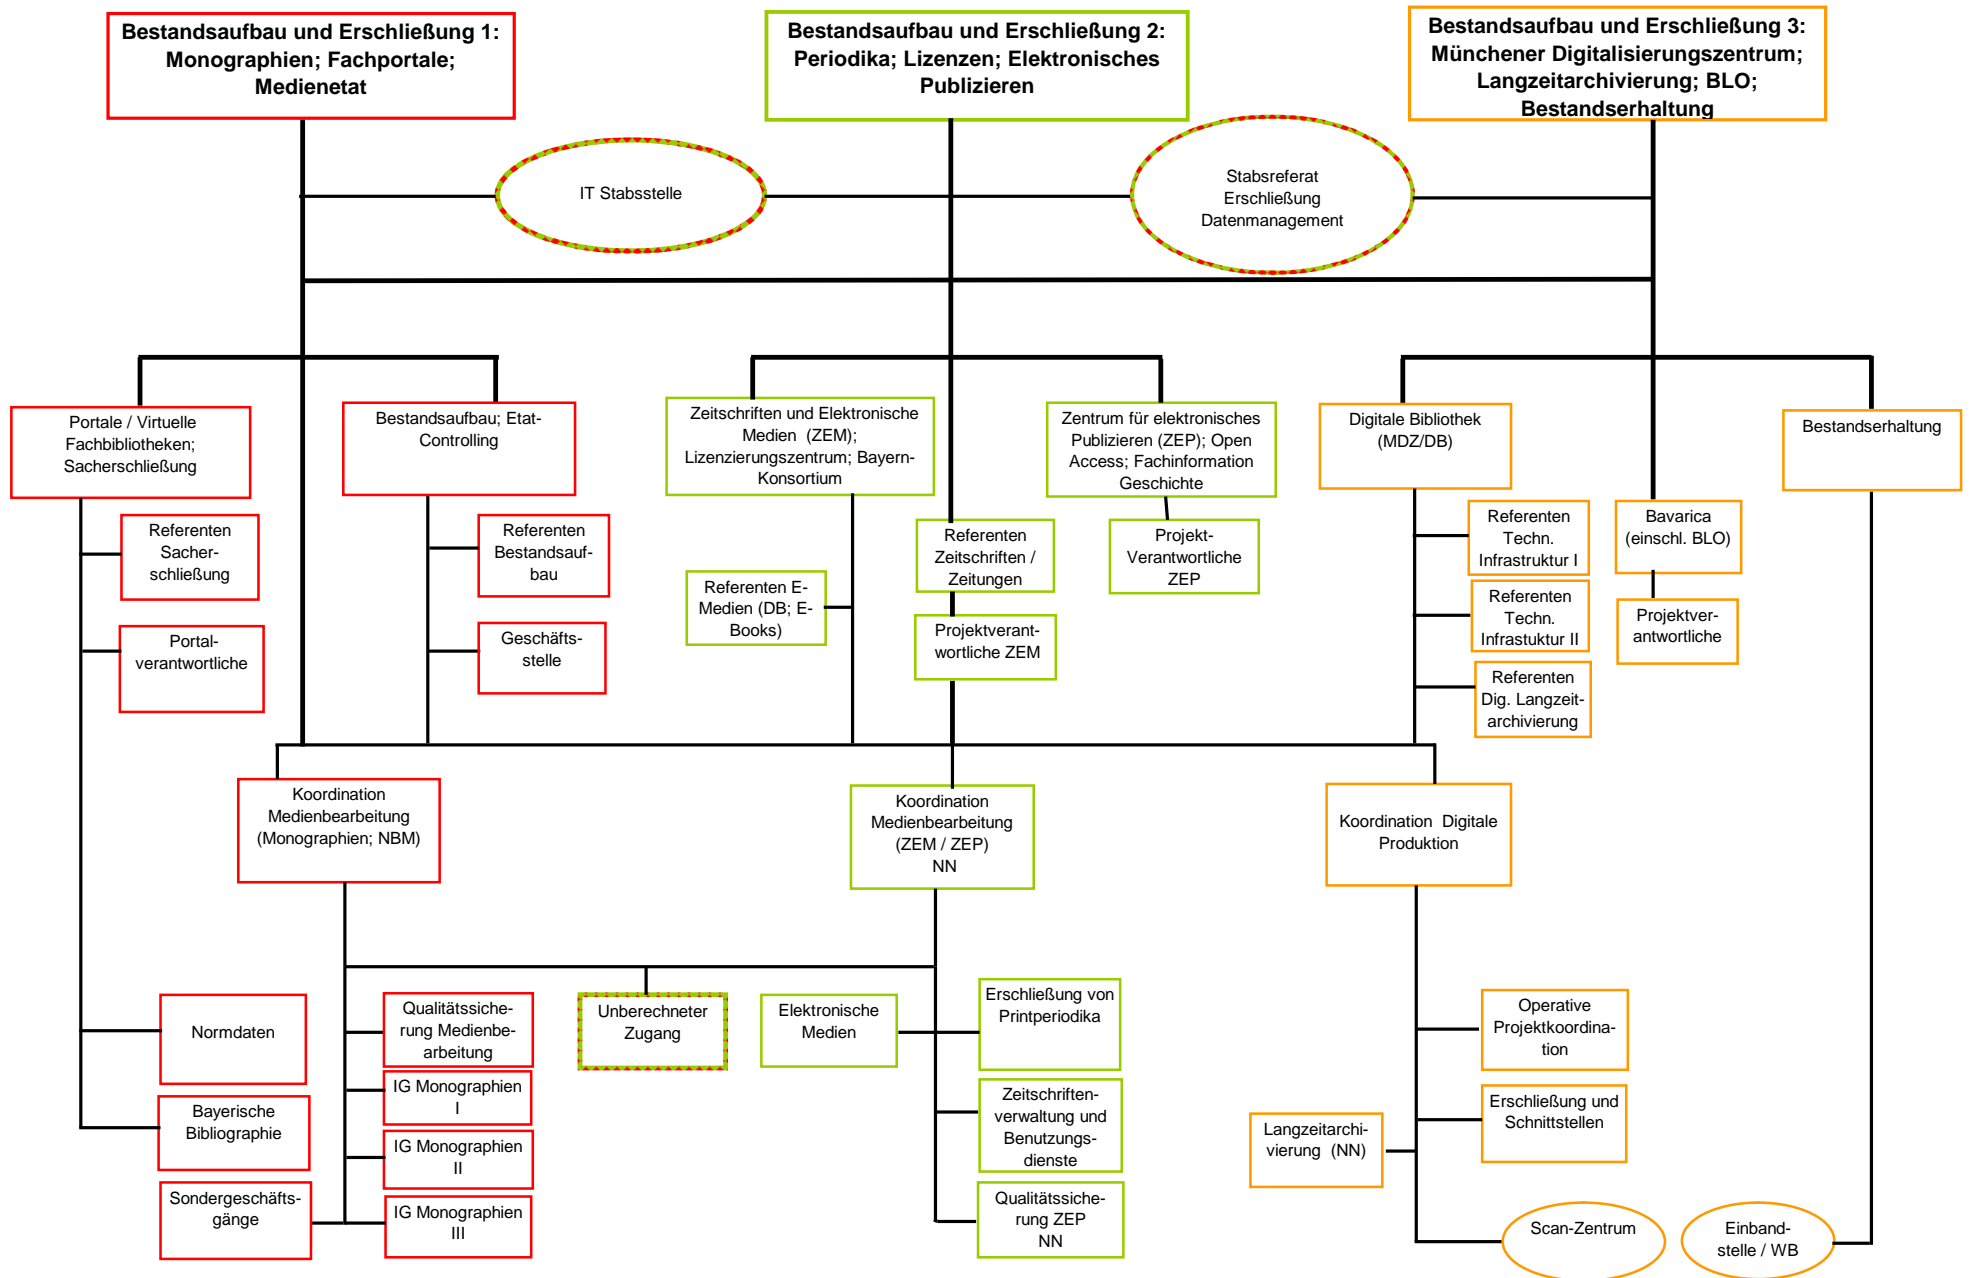 Bestandsaufbau und Erschließung 1:
Monographien; Fachportale;
Medienetat
Bestandsaufbau und Erschließung 2:
Periodika; Lizenzen; Elektronisches
Publizieren
Bestandsaufbau und Erschließung 3:
Münchener Digitalisierungszentrum;
Langzeitarchivierung; BLO;
Bestandserhaltung
IT Stabsstelle
Stabsreferat
Erschließung
Datenmanagement
Portale / Virtuelle
Fachbibliotheken;
Sacherschließung
Bestandsaufbau; Etat-
Controlling
Zeitschriften und Elektronische
Medien (ZEM);
Lizenzierungszentrum; Bayern-
Konsortium
Zentrum für elektronisches
Publizieren (ZEP); Open
Access; Fachinformation
Geschichte
Digitale Bibliothek
(MDZ/DB)
Bestandserhaltung
Referenten
Sacher-
schließung
Referenten
Bestandsauf-
bau
Referenten E-
Medien (DB; E-
Books)
Referenten
Zeitschriften /
Zeitungen
Projekt-
Verantwortliche
ZEP
Referenten
Techn.
Infrastruktur I
Bavarica
(einschl. BLO)
Portal-
verantwortliche
Geschäfts-
stelle
Projektverant-
wortliche ZEM
Referenten
Techn.
Infrastuktur II
Projektver-
antwortliche
Referenten
Dig. Langzeit-
archivierung
Koordination
Medienbearbeitung
(Monographien; NBM)
Koordination
Medienbearbeitung
(ZEM / ZEP)
NN
Koordination Digitale
Produktion
Normdaten
Qualitätssiche-
rung Medienbe-
arbeitung
Unberechneter
Zugang
Elektronische
Medien
Erschließung von
Printperiodika
Operative
Projektkoordina-
tion
Bayerische
Bibliographie
IG Monographien
I
IG Monographien
II
Zeitschriften-
verwaltung und
Benutzungs-
dienste
Langzeitarchi-
vierung (NN)
Erschließung und
Schnittstellen
Sondergeschäfts-
gänge
IG Monographien
III
Qualitätssiche-
rung ZEP
NN
Scan-Zentrum
Einband-
stelle / WB